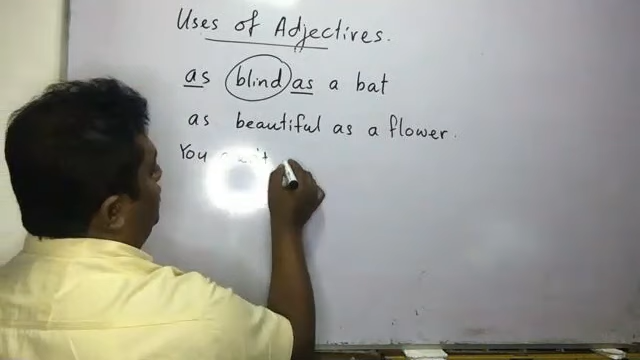 Uses of Adjectives.
as blind as a bat
as beautiful as a flower.
You